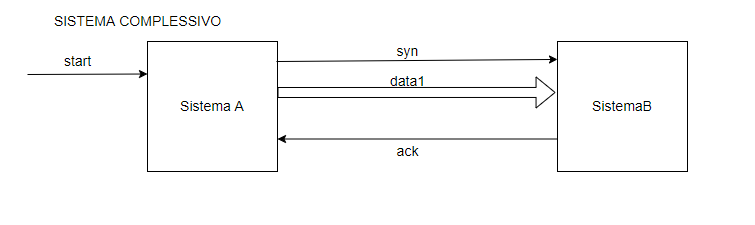 SISTEMA COMPLESSIVO
start
syn
data1
Sistema A
SistemaB
ack